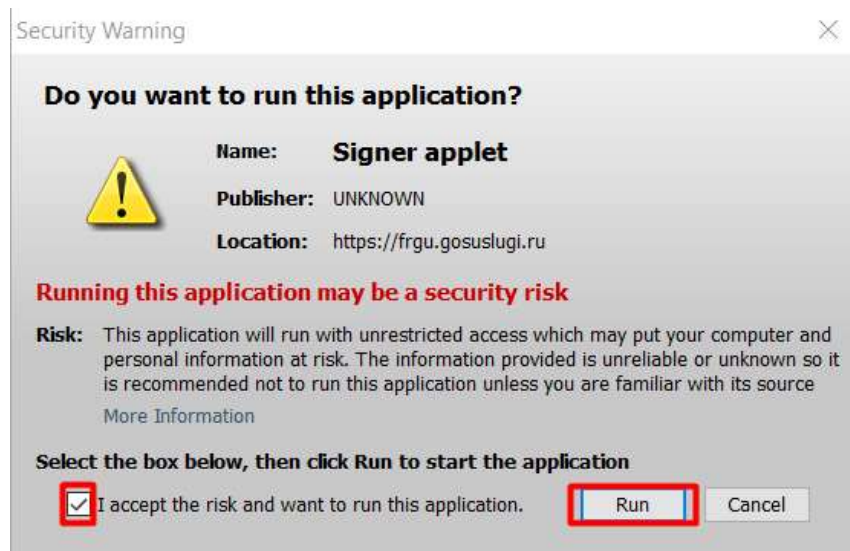 Security Warning
Do you want to run this application?
Name: Signer applet
Publisher: UNKNOWN
Location: https://frgu.gosuslugi.ru
Running this application may be a security risk
Risk: This application will run with unrestricted access which may put your computer and
personal information at risk. The information provided is unreliable or unknown so it
is recommended not to run this application unless you are familiar with its source
More Information
Select the box below, then click Run to start the application
I accept the risk and want to run this application. Run Cancel